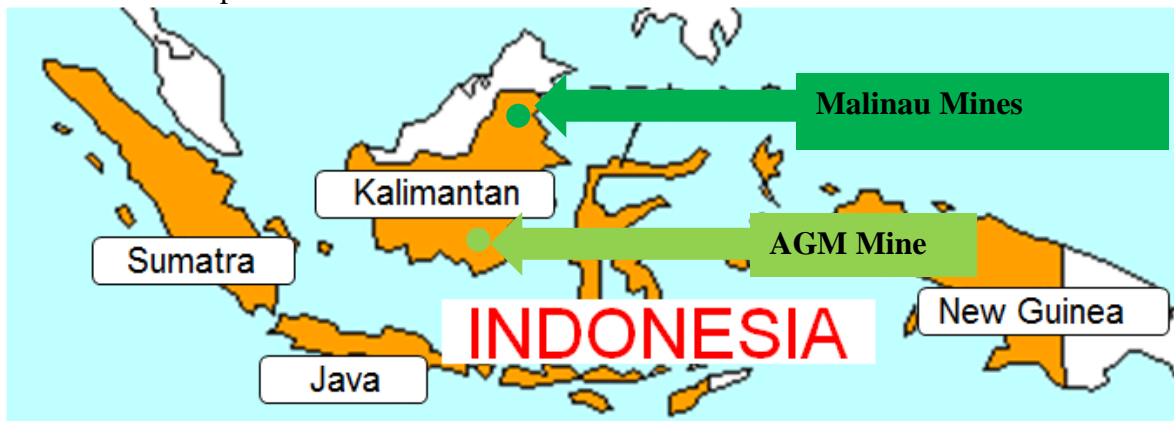 Malinau Mines
Kalimantan
AGM Mine
Sumatra
New Guinea
INDONESIA
Java